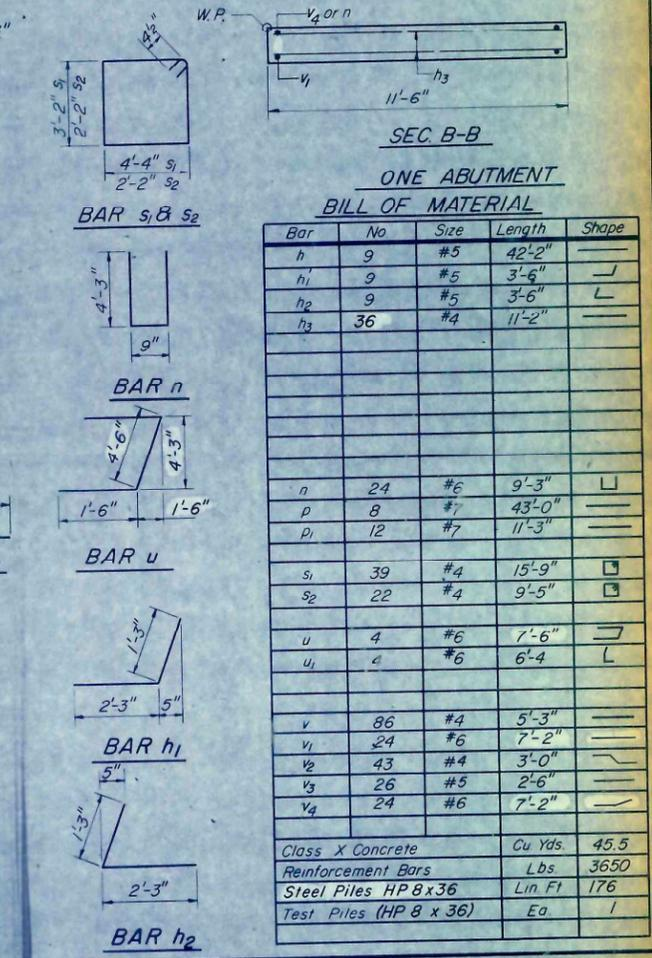 W.P.
v4 or n
v1
h3
11'-6"
SEC. B-B
4½"
3'-2" s1
2'-2" s2
4'-4" s1
2'-2" s2
BAR s1 & s2
4'-3"
9"
BAR n
4'-6"
4'-3"
1'-6"
1'-6"
BAR u
1'-3"
2'-3"
5"
BAR h1
5"
1'-3"
2'-3"
BAR h2
ONE ABUTMENT
BILL OF MATERIAL
Bar No Size Length Shape
h 9 #5 42'-2"
h1 9 #5 3'-6"
h2 9 #5 3'-6"
h3 36 #4 11'-2"
n 24 #6 9'-3"
p 8 #7 43'-0"
p1 12 #7 11'-3"
s1 39 #4 15'-9"
s2 22 #4 9'-5"
u 4 #6 7'-6"
u1 4 #6 6'-4
v 86 #4 5'-3"
v1 24 #6 7'-2"
v2 43 #4 3'-0"
v3 26 #5 2'-6"
v4 24 #6 7'-2"
Class X Concrete Cu Yds. 45.5
Reinforcement Bars Lbs. 3650
Steel Piles HP 8x36 Lin. Ft 176
Test Piles (HP 8 x 36) Ea. 1